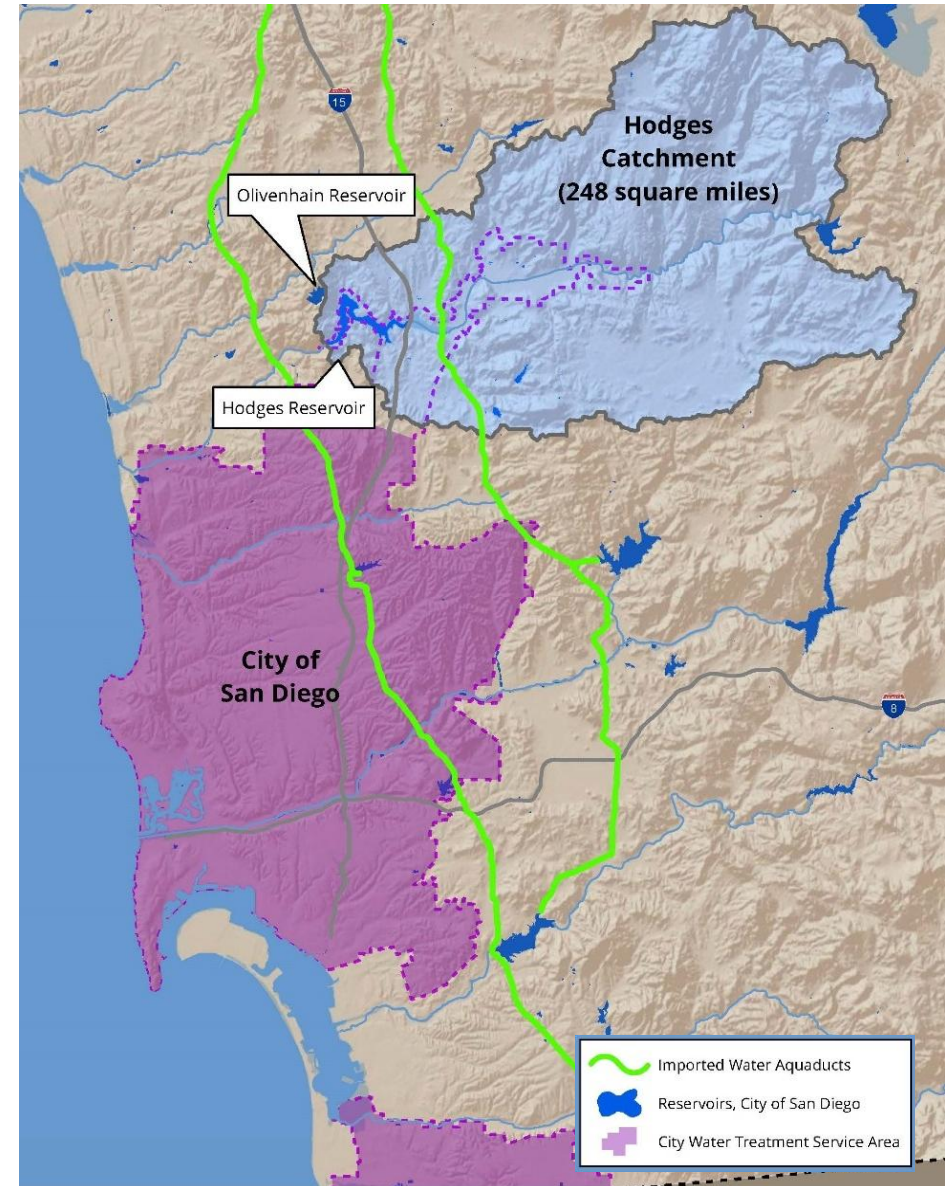 15
Hodges
Catchment
(248 square miles)
Olivenhain Reservoir
Hodges Reservoir
City of
San Diego
8
Imported Water Aquaducts
Reservoirs, City of San Diego
City Water Treatment Service Area